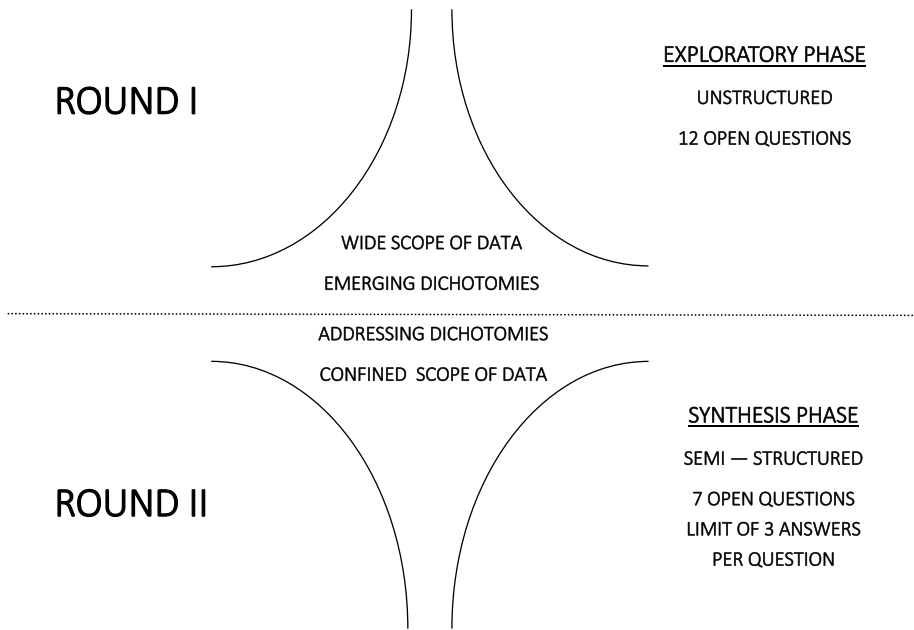 ROUND I
EXPLORATORY PHASE
UNSTRUCTURED
12 OPEN QUESTIONS
WIDE SCOPE OF DATA
EMERGING DICHOTOMIES
ADDRESSING DICHOTOMIES
CONFINED SCOPE OF DATA
ROUND II
SYNTHESIS PHASE
SEMI — STRUCTURED
7 OPEN QUESTIONS
LIMIT OF 3 ANSWERS
PER QUESTION